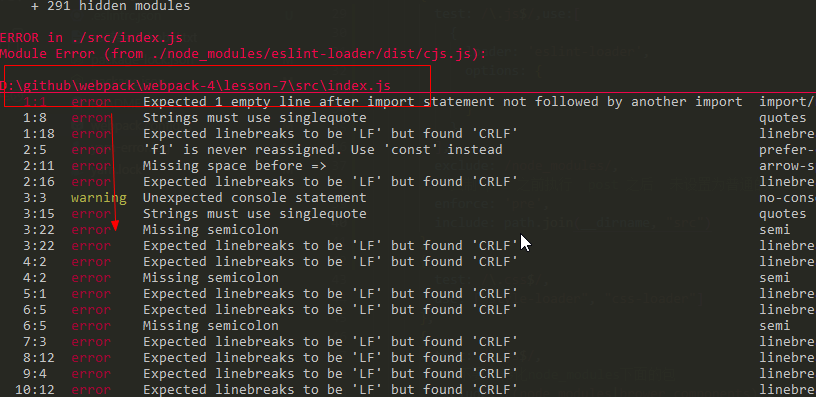 + 291 hidden modules
ERROR in ./src/index.js
Module Error (from ./node_modules/eslint-loader/dist/cjs.js):
D:\github\webpack\webpack-4\lesson-7\src\index.js
1:1 error Expected 1 empty line after import statement not followed by another import import/
1:8 error Strings must use singlequote quotes
1:18 error Expected linebreaks to be 'LF' but found 'CRLF' linebre
2:5 error 'f1' is never reassigned. Use 'const' instead prefer-
2:11 error Missing space before => arrow-s
2:16 error Expected linebreaks to be 'LF' but found 'CRLF' linebre
3:3 warning Unexpected console statement no-cons
3:15 error Strings must use singlequote quotes
3:22 error Missing semicolon semi
3:22 error Expected linebreaks to be 'LF' but found 'CRLF' linebre
4:2 error Expected linebreaks to be 'LF' but found 'CRLF' linebre
4:2 error Missing semicolon semi
5:1 error Expected linebreaks to be 'LF' but found 'CRLF' linebre
6:5 error Expected linebreaks to be 'LF' but found 'CRLF' linebre
6:5 error Missing semicolon semi
7:3 error Expected linebreaks to be 'LF' but found 'CRLF' linebre
8:12 error Expected linebreaks to be 'LF' but found 'CRLF' linebre
9:4 error Expected linebreaks to be 'LF' but found 'CRLF' linebre
10:12 error Expected linebreaks to be 'LF' but found 'CRLF' linebre